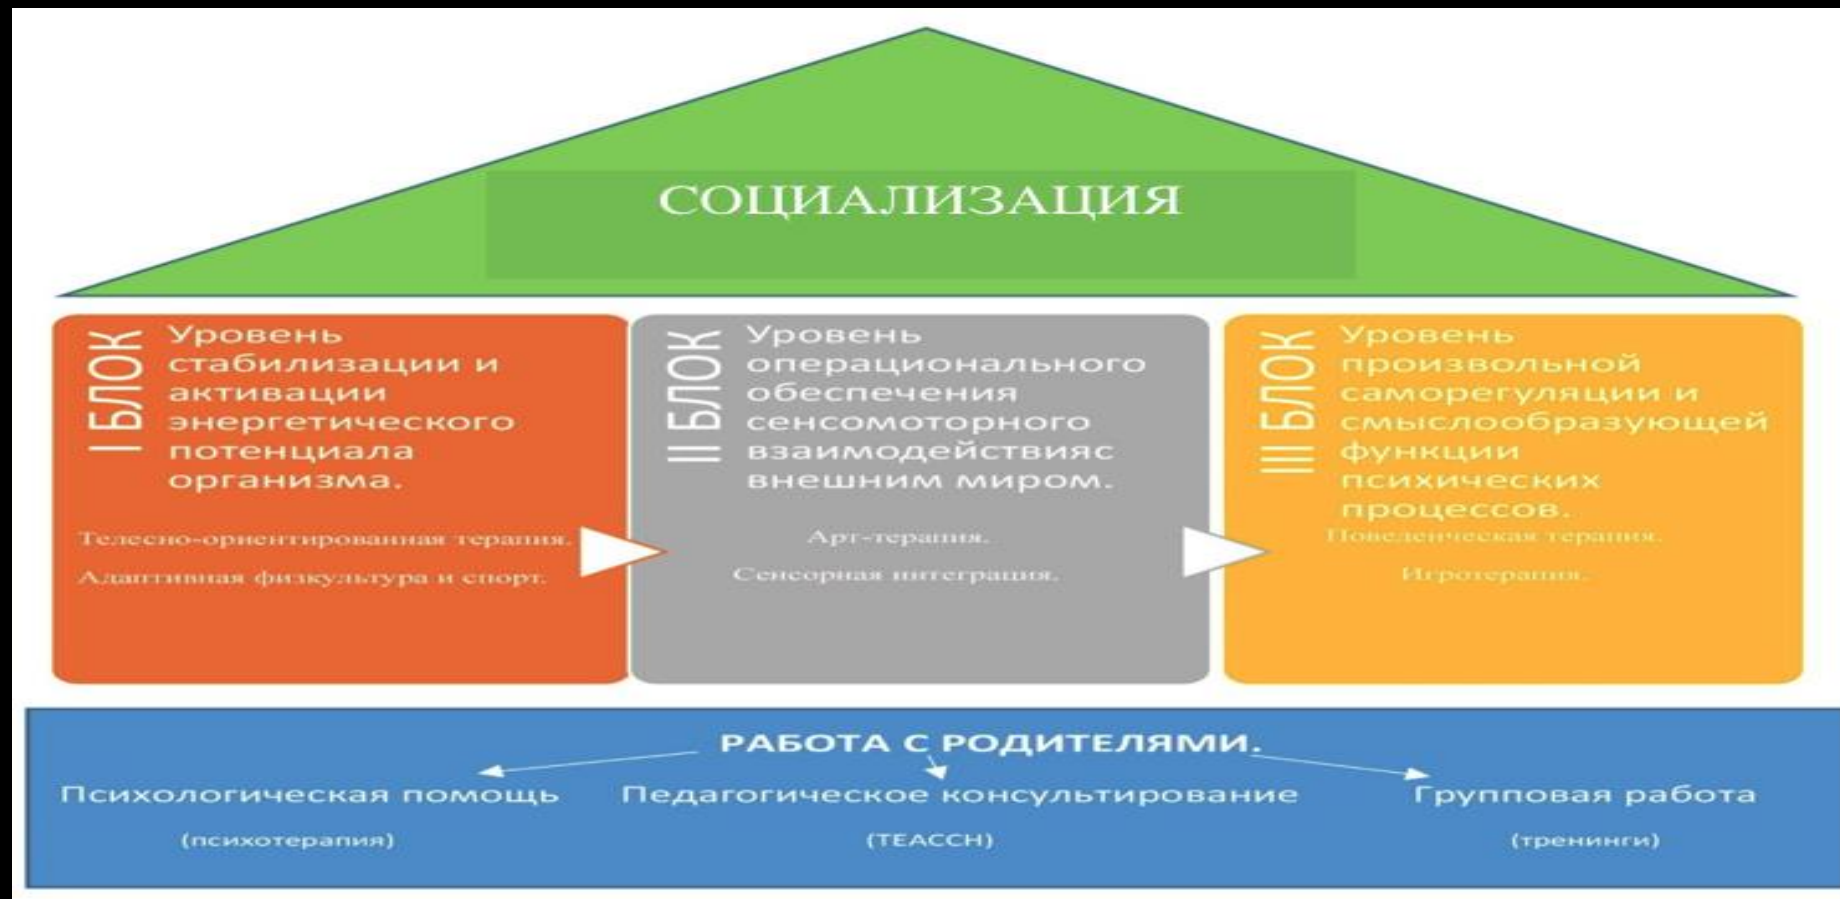 СОЦИАЛИЗАЦИЯ
I БЛОК
Уровень
стабилизации и
активации
энергетического
потенциала
организма.
Телесно-ориентированная терапия.
Адаптивная физкультура и спорт.
II БЛОК
Уровень
операционального
обеспечения
сенсомоторного
взаимодействияс
внешним миром.
Арт-терапия.
Сенсорная интеграция.
III БЛОК
Уровень
произвольной
саморегуляции и
смыслообразующей
функции
психических
процессов.
Поведенческая терапия.
Игротерапия.
РАБОТА С РОДИТЕЛЯМИ.
Психологическая помощь
(психотерапия)
Педагогическое консультирование
(TEACCH)
Групповая работа
(тренинги)